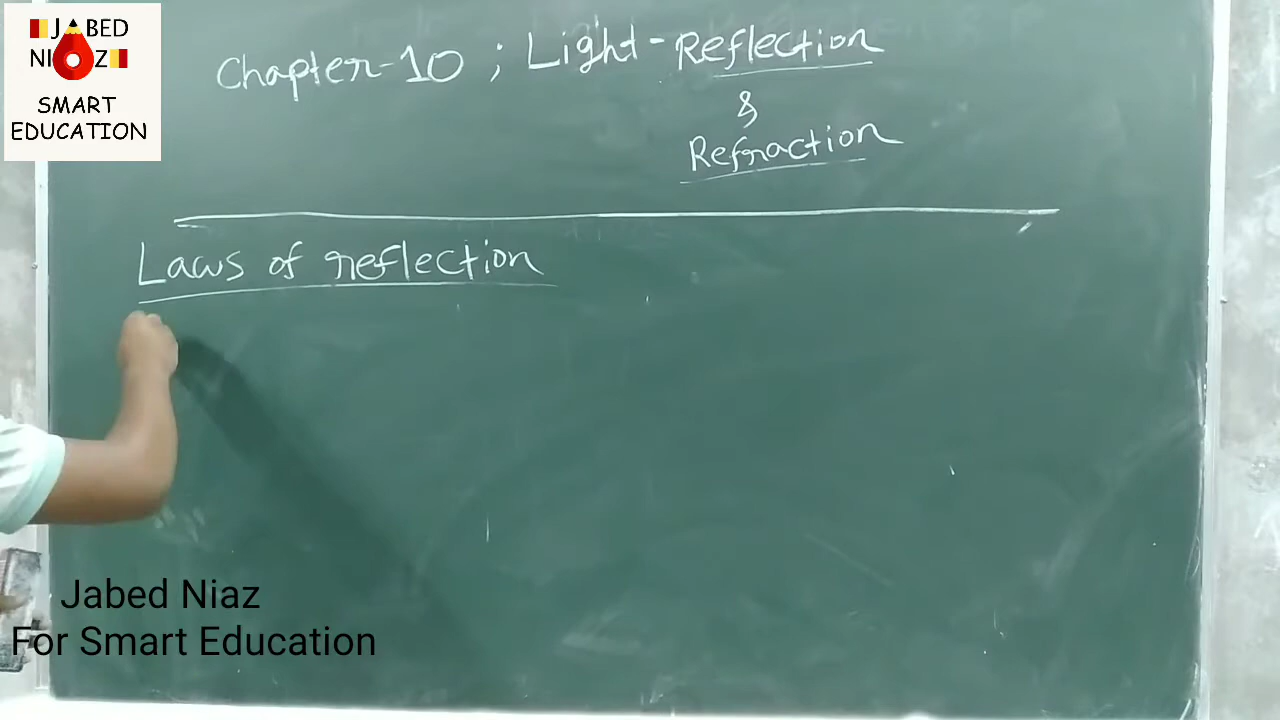 JABED
NIAZ
SMART
EDUCATION
Chapter-10 ; Light-Reflection
&
Refraction
Laws of reflection
Jabed Niaz
For Smart Education